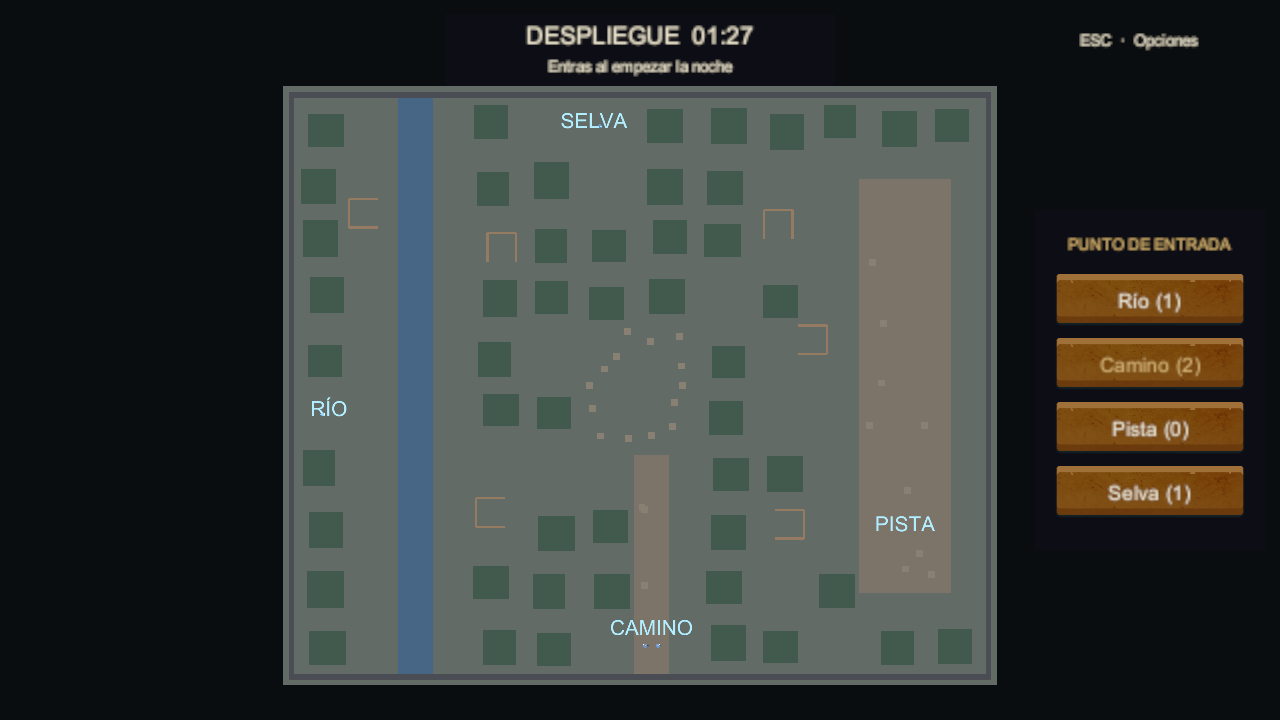 DESPLIEGUE 01:27
Entras al empezar la noche
ESC · Opciones
SELVA
RÍO
PISTA
CAMINO
PUNTO DE ENTRADA
Río (1)
Camino (2)
Pista (0)
Selva (1)